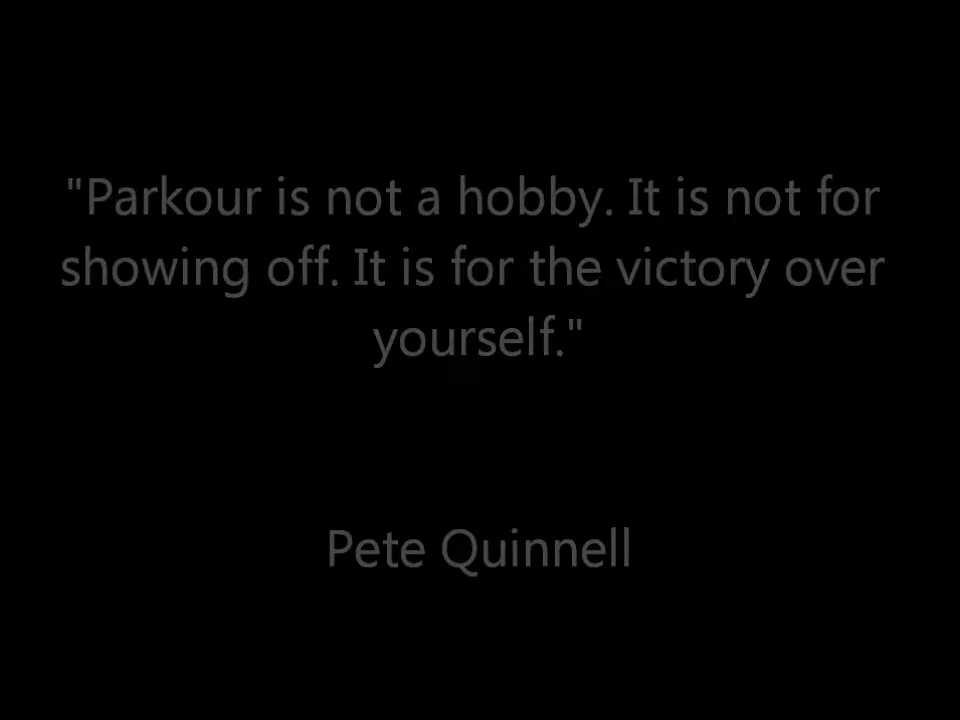 "Parkour is not a hobby. It is not for
showing off. It is for the victory over
yourself."
Pete Quinnell